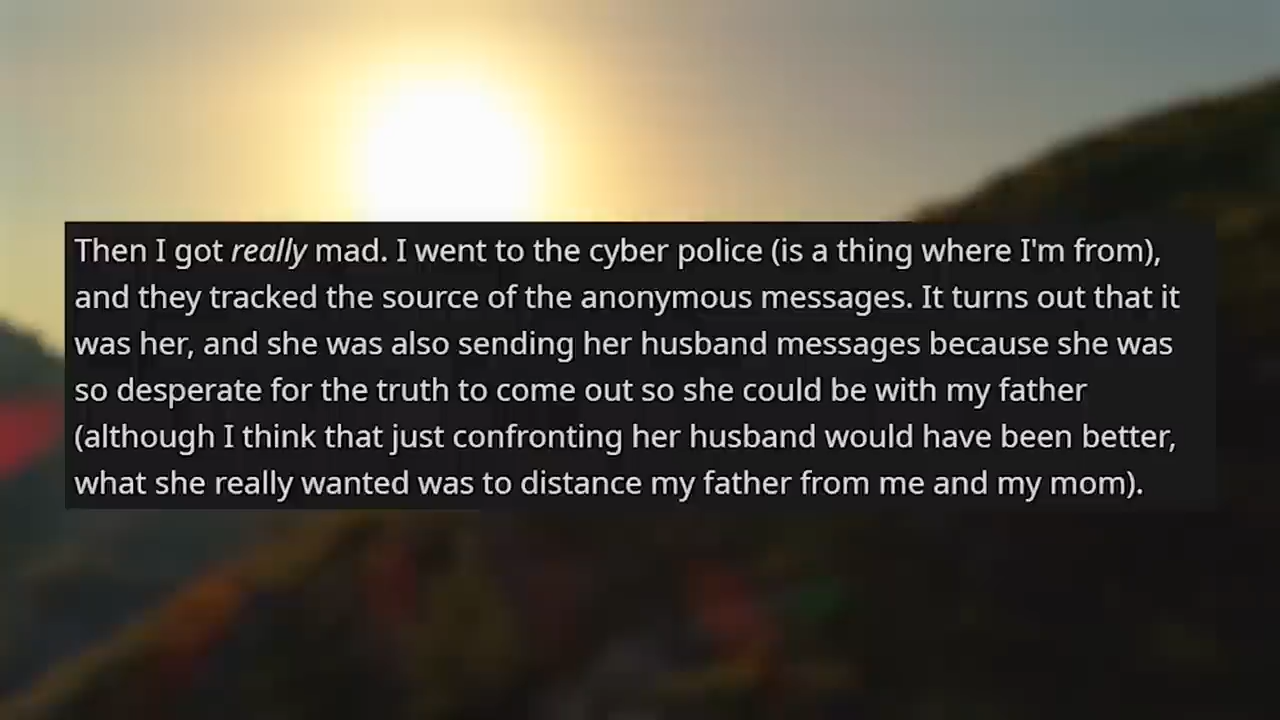 Then I got really mad. I went to the cyber police (is a thing where I'm from),
and they tracked the source of the anonymous messages. It turns out that it
was her, and she was also sending her husband messages because she was
so desperate for the truth to come out so she could be with my father
(although I think that just confronting her husband would have been better,
what she really wanted was to distance my father from me and my mom).